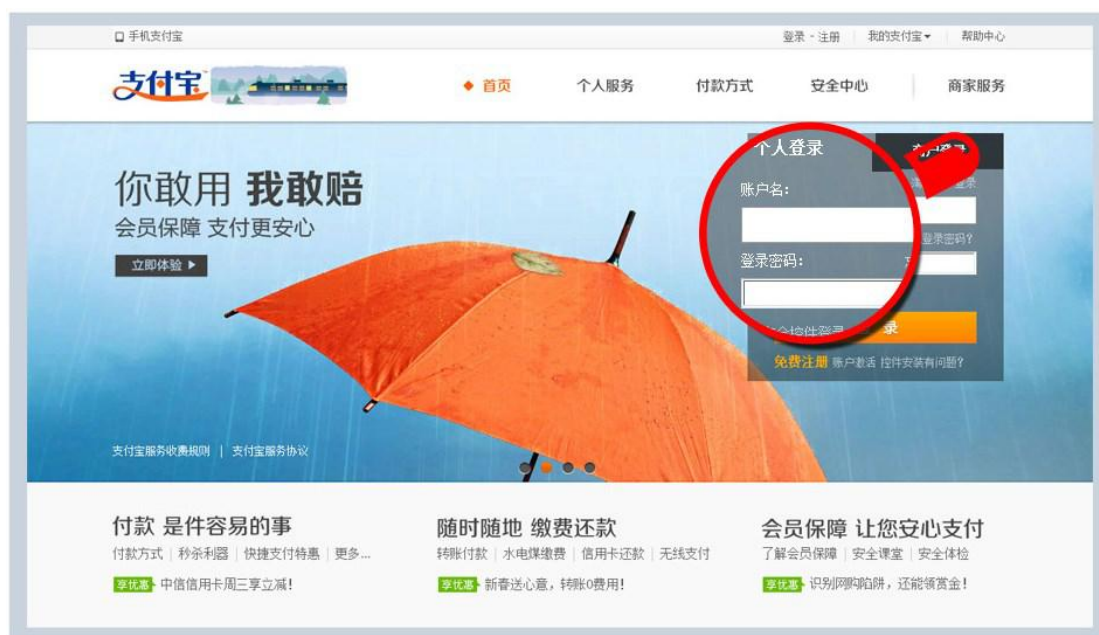 手机支付宝
登录 - 注册 我的支付宝 帮助中心
支付宝
首页 个人服务 付款方式 安全中心 商家服务
你敢用 我敢赔
会员保障 支付更安心
立即体验
个人登录
账户名:
登录密码?
登录密码:
录
免费注册 账户激活 控件安装有问题?
支付宝服务收费规则 | 支付宝服务协议
付款 是件容易的事
付款方式 | 秒杀利器 | 快捷支付特惠 | 更多...
享优惠 中信信用卡周三享立减!
随时随地 缴费还款
转账付款 | 水电煤缴费 | 信用卡还款 | 无线支付
享优惠 新春送心意,转账0费用!
会员保障 让您安心支付
了解会员保障 | 安全课堂 | 安全体检
享优惠 识别网购陷阱,还能领赏金!